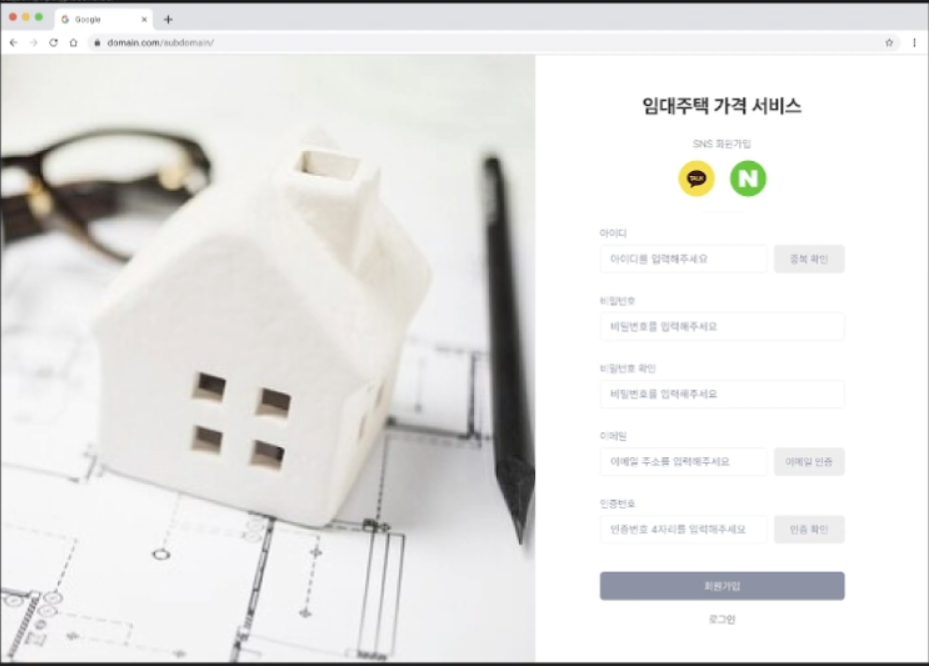 Google
domain.com/subdomain/
임대주택 가격 서비스
SNS 회원가입
TALK
N
아이디
아이디를 입력해주세요
중복 확인
비밀번호
비밀번호를 입력해주세요
비밀번호 확인
비밀번호를 입력해주세요
이메일
이메일 주소를 입력해주세요
이메일 인증
인증번호
인증번호 4자리를 입력해주세요
인증 확인
회원가입
로그인